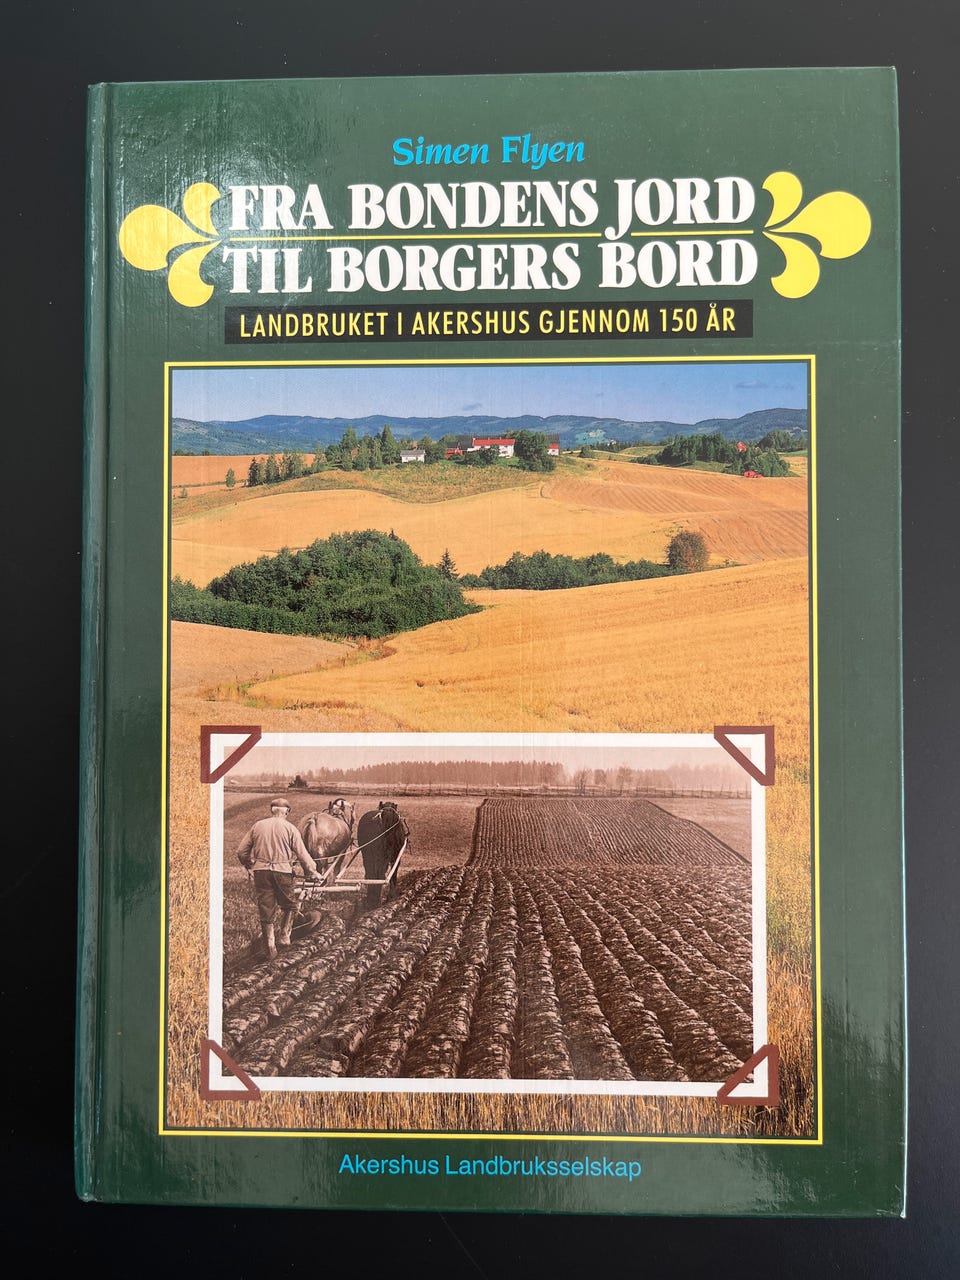 Simen Flyen
FRA BONDENS JORD
TIL BORGERS BORD
LANDBRUKET I AKERSHUS GJENNOM 150 ÅR
Akershus Landbruksselskap